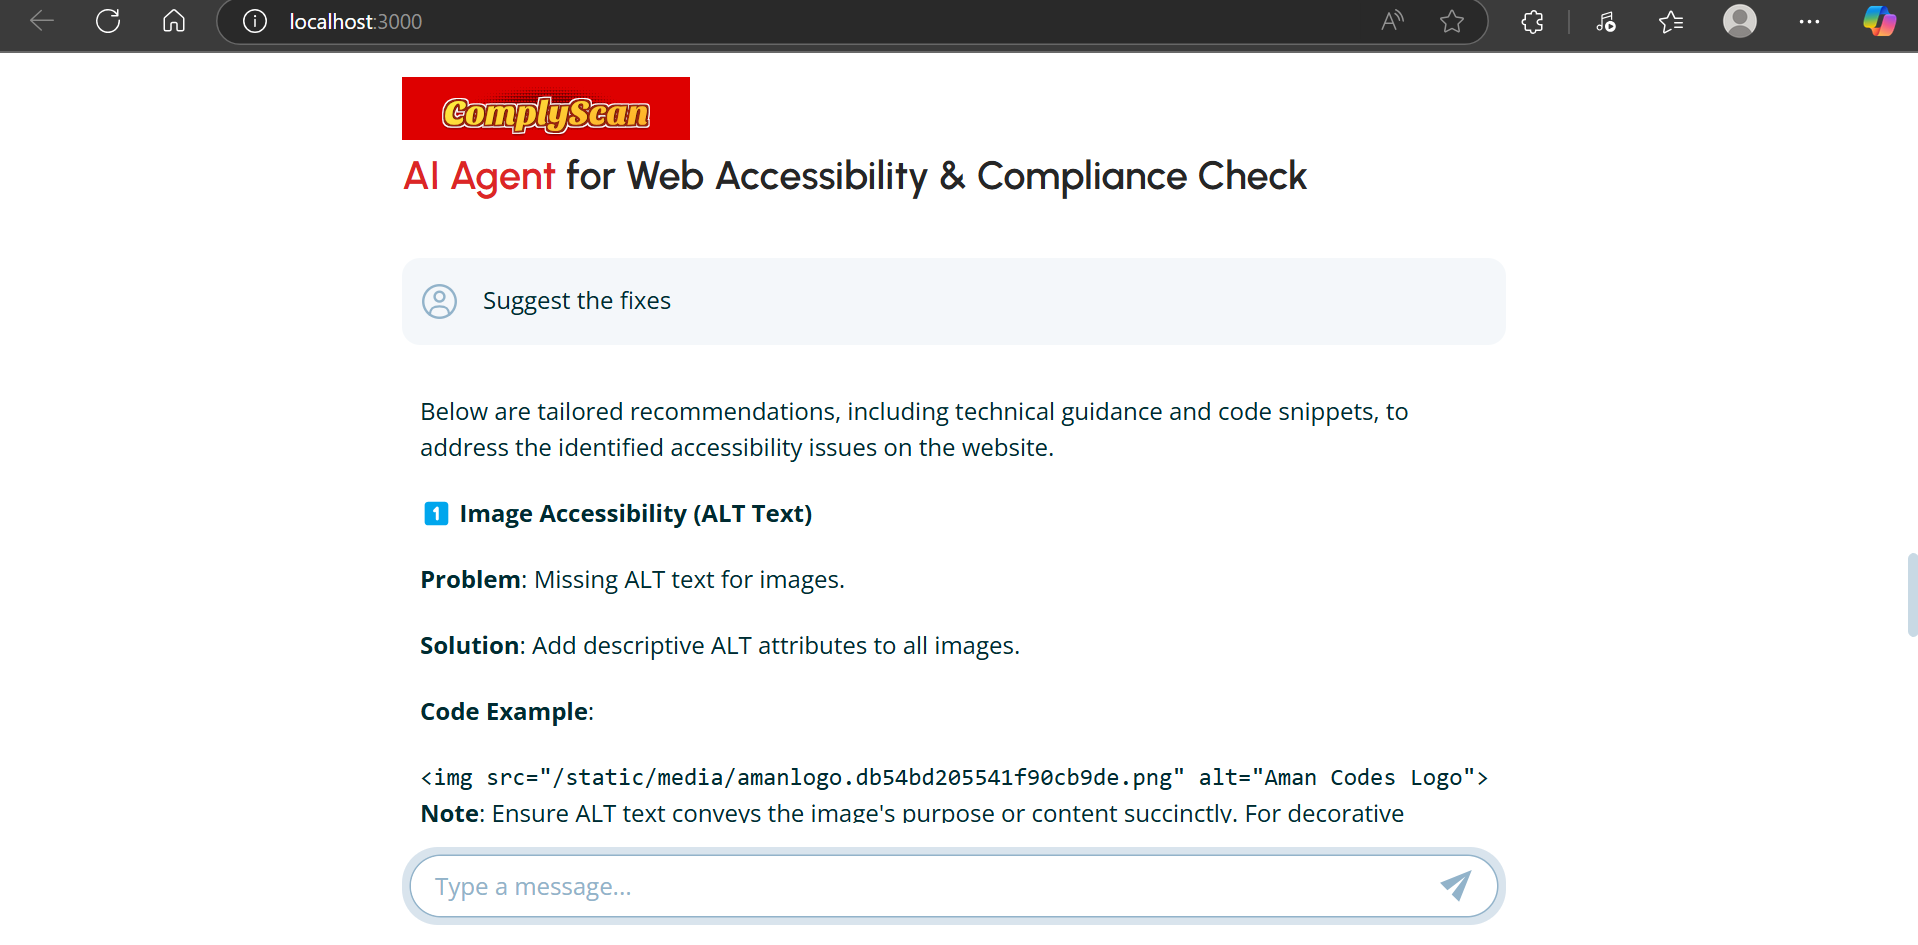 localhost:3000
ComplyScan
AI Agent for Web Accessibility & Compliance Check
Suggest the fixes
Below are tailored recommendations, including technical guidance and code snippets, to
address the identified accessibility issues on the website.
1 Image Accessibility (ALT Text)
Problem: Missing ALT text for images.
Solution: Add descriptive ALT attributes to all images.
Code Example:
<img src="/static/media/amanlogo.db54bd205541f90cb9de.png" alt="Aman Codes Logo">
Note: Ensure ALT text conveys the image's purpose or content succinctly. For decorative
Type a message...